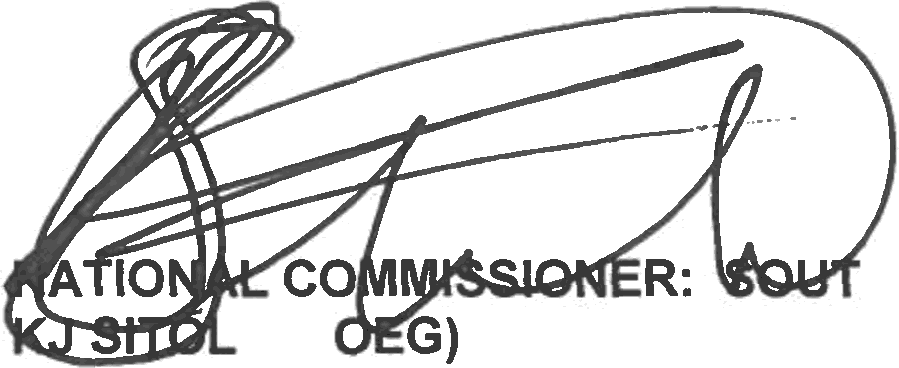 NATIONAL COMMISSIONER: SOUT
KJ SITOL OEG)